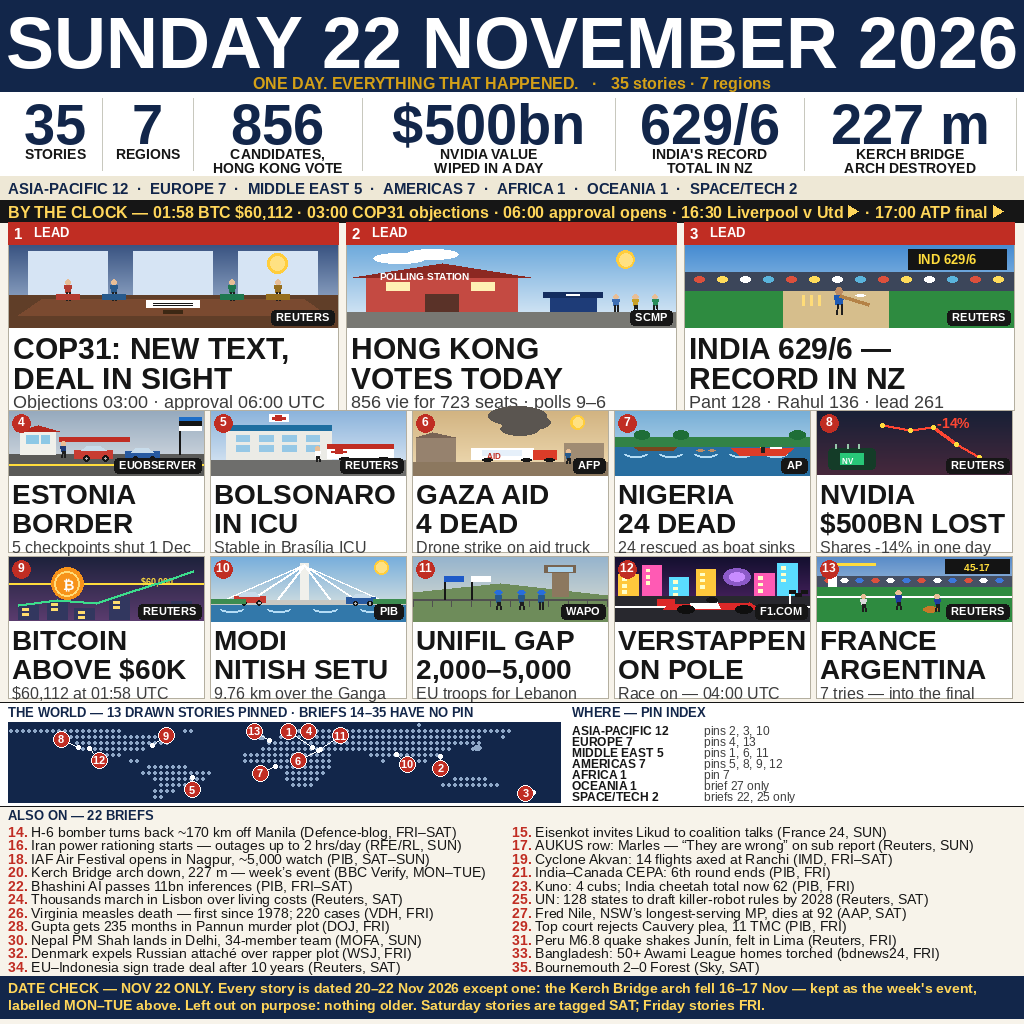 SUNDAY 22 NOVEMBER 2026
ONE DAY. EVERYTHING THAT HAPPENED. · 35 stories · 7 regions
35
STORIES
7
REGIONS
856
CANDIDATES,
HONG KONG VOTE
$500bn
NVIDIA VALUE
WIPED IN A DAY
629/6
INDIA'S RECORD
TOTAL IN NZ
227 m
KERCH BRIDGE
ARCH DESTROYED
ASIA-PACIFIC 12 · EUROPE 7 · MIDDLE EAST 5 · AMERICAS 7 · AFRICA 1 · OCEANIA 1 · SPACE/TECH 2
BY THE CLOCK — 01:58 BTC $60,112 · 03:00 COP31 objections · 06:00 approval opens · 16:30 Liverpool v Utd · 17:00 ATP final
1 LEAD
REUTERS
COP31: NEW TEXT,
DEAL IN SIGHT
Objections 03:00 · approval 06:00 UTC
2 LEAD
POLLING STATION
SCMP
HONG KONG
VOTES TODAY
856 vie for 723 seats · polls 9–6
3 LEAD
IND 629/6
REUTERS
INDIA 629/6 —
RECORD IN NZ
Pant 128 · Rahul 136 · lead 261
4
EUOBSERVER
ESTONIA
BORDER
5 checkpoints shut 1 Dec
5
REUTERS
BOLSONARO
IN ICU
Stable in Brasília ICU
6
AID
AFP
GAZA AID
4 DEAD
Drone strike on aid truck
7
AP
NIGERIA
24 DEAD
24 rescued as boat sinks
8
-14%
NV
REUTERS
NVIDIA
$500BN LOST
Shares -14% in one day
9
$60,000
REUTERS
BITCOIN
ABOVE $60K
$60,112 at 01:58 UTC
10
PIB
MODI
NITISH SETU
9.76 km over the Ganga
11
WAPO
UNIFIL GAP
2,000–5,000
EU troops for Lebanon
12
F1.COM
VERSTAPPEN
ON POLE
Race on — 04:00 UTC
13
45-17
REUTERS
FRANCE
ARGENTINA
7 tries — into the final
THE WORLD — 13 DRAWN STORIES PINNED · BRIEFS 14–35 HAVE NO PIN
8
12
9
5
13
1
4
11
6
7
10
2
3
WHERE — PIN INDEX
ASIA-PACIFIC 12 pins 2, 3, 10
EUROPE 7 pins 4, 13
MIDDLE EAST 5 pins 1, 6, 11
AMERICAS 7 pins 5, 8, 9, 12
AFRICA 1 pin 7
OCEANIA 1 brief 27 only
SPACE/TECH 2 briefs 22, 25 only
ALSO ON — 22 BRIEFS
14. H-6 bomber turns back ~170 km off Manila (Defence-blog, FRI–SAT)
15. Eisenkot invites Likud to coalition talks (France 24, SUN)
16. Iran power rationing starts — outages up to 2 hrs/day (RFE/RL, SUN)
17. AUKUS row: Marles — “They are wrong” on sub report (Reuters, SUN)
18. IAF Air Festival opens in Nagpur, ~5,000 watch (PIB, SAT–SUN)
19. Cyclone Akvan: 14 flights axed at Ranchi (IMD, FRI–SAT)
20. Kerch Bridge arch down, 227 m — week's event (BBC Verify, MON–TUE)
21. India–Canada CEPA: 6th round ends (PIB, FRI)
22. Bhashini AI passes 11bn inferences (PIB, FRI–SAT)
23. Kuno: 4 cubs; India cheetah total now 62 (PIB, FRI)
24. Thousands march in Lisbon over living costs (Reuters, SAT)
25. UN: 128 states to draft killer-robot rules by 2028 (Reuters, SAT)
26. Virginia measles death — first since 1978; 220 cases (VDH, FRI)
27. Fred Nile, NSW's longest-serving MP, dies at 92 (AAP, SAT)
28. Gupta gets 235 months in Pannun murder plot (DOJ, FRI)
29. Top court rejects Cauvery plea, 11 TMC (PIB, FRI)
30. Nepal PM Shah lands in Delhi, 34-member team (MOFA, SUN)
31. Peru M6.8 quake shakes Junín, felt in Lima (Reuters, FRI)
32. Denmark expels Russian attaché over rapper plot (WSJ, FRI)
33. Bangladesh: 50+ Awami League homes torched (bdnews24, FRI)
34. EU–Indonesia sign trade deal after 10 years (Reuters, SAT)
35. Bournemouth 2–0 Forest (Sky, SAT)
DATE CHECK — NOV 22 ONLY. Every story is dated 20–22 Nov 2026 except one: the Kerch Bridge arch fell 16–17 Nov — kept as the week's event,
labelled MON–TUE above. Left out on purpose: nothing older. Saturday stories are tagged SAT; Friday stories FRI.